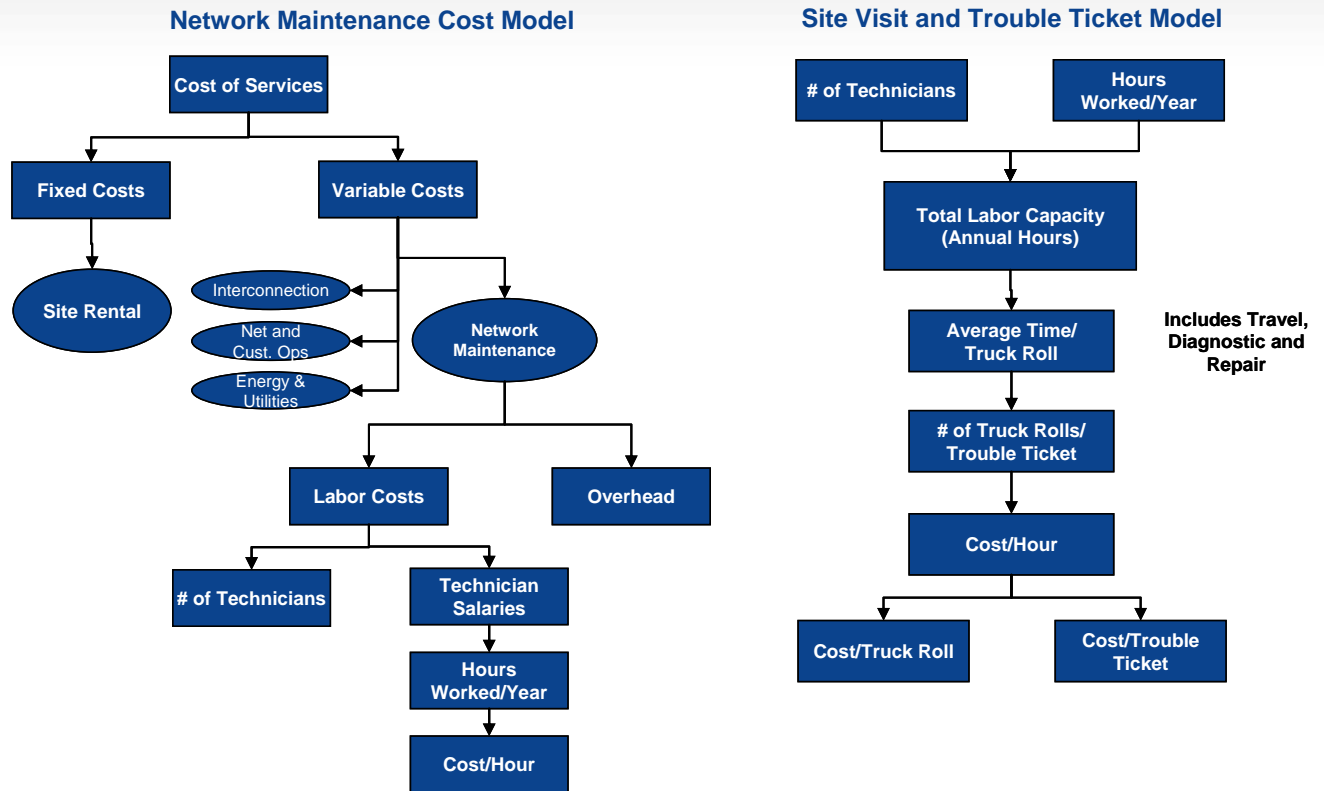 Network Maintenance Cost Model
Cost of Services
Fixed Costs
Variable Costs
Site Rental
Interconnection
Net and
Cust. Ops
Energy &
Utilities
Network
Maintenance
Labor Costs
Overhead
# of Technicians
Technician
Salaries
Hours
Worked/Year
Cost/Hour
Site Visit and Trouble Ticket Model
# of Technicians
Hours
Worked/Year
Total Labor Capacity
(Annual Hours)
Average Time/
Truck Roll
Includes Travel,
Diagnostic and
Repair
# of Truck Rolls/
Trouble Ticket
Cost/Hour
Cost/Truck Roll
Cost/Trouble
Ticket